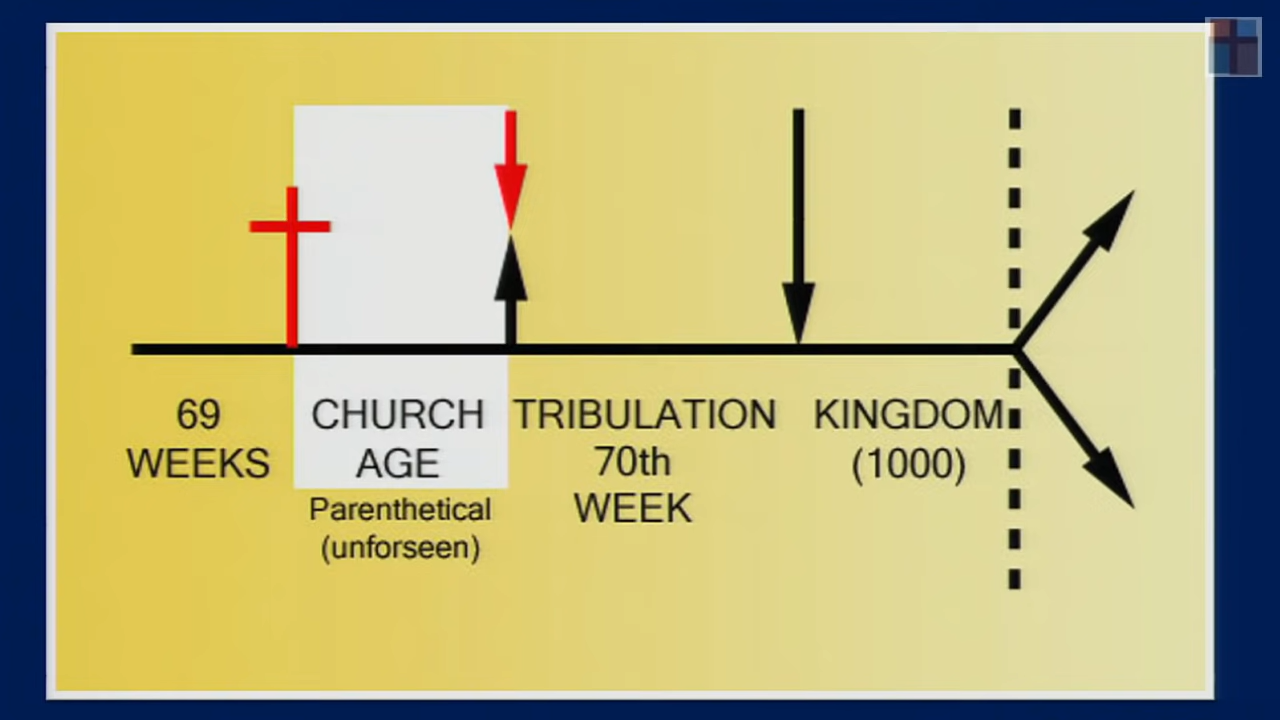 69
WEEKS
CHURCH
AGE
Parenthetical
(unforseen)
TRIBULATION
70th
WEEK
KINGDOM
(1000)